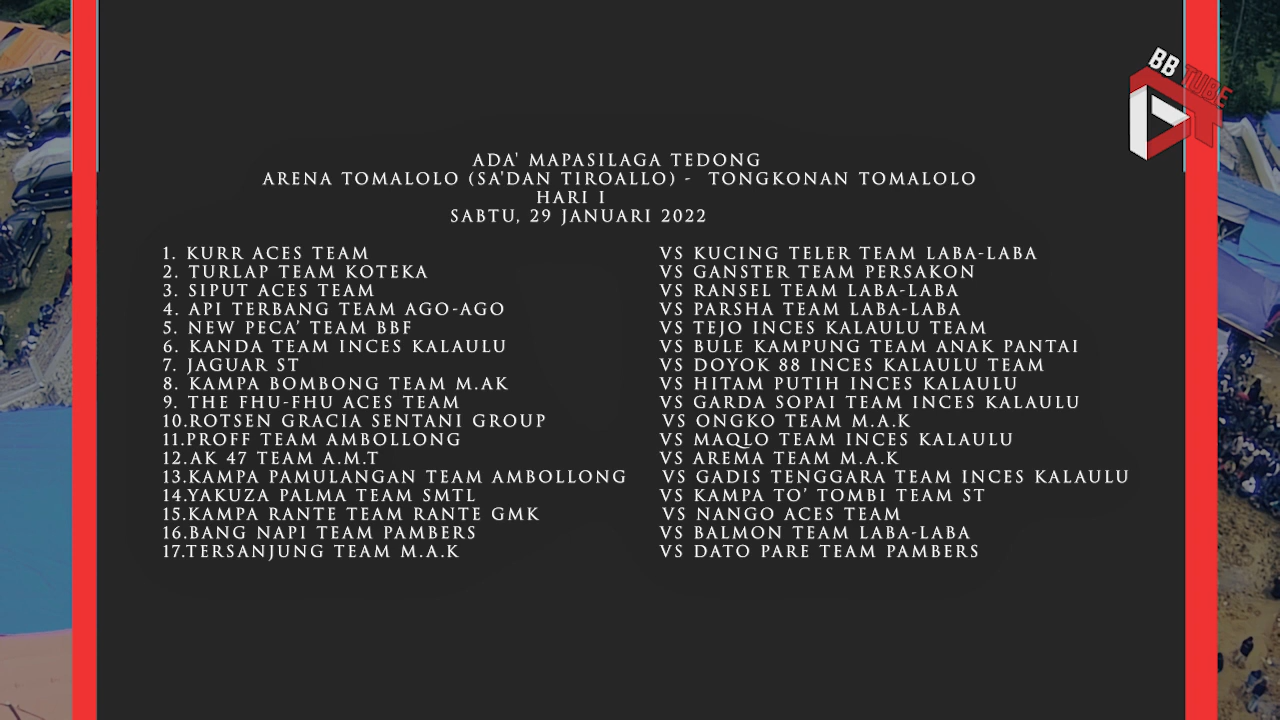 BB TUBE
ADA' MAPASILAGA TEDONG
ARENA TOMALOLO (SA'DAN TIROALLO) - TONGKONAN TOMALOLO
HARI I
SABTU, 29 JANUARI 2022
1. KURR ACES TEAM VS KUCING TELER TEAM LABA-LABA
2. TURLAP TEAM KOTEKA VS GANSTER TEAM PERSAKON
3. SIPUT ACES TEAM VS RANSEL TEAM LABA-LABA
4. API TERBANG TEAM AGO-AGO VS PARSHA TEAM LABA-LABA
5. NEW PECA' TEAM BBF VS TEJO INCES KALAULU TEAM
6. KANDA TEAM INCES KALAULU VS BULE KAMPUNG TEAM ANAK PANTAI
7. JAGUAR ST VS DOYOK 88 INCES KALAULU TEAM
8. KAMPA BOMBONG TEAM M.AK VS HITAM PUTIH INCES KALAULU
9. THE FHU-FHU ACES TEAM VS GARDA SOPAI TEAM INCES KALAULU
10.ROTSEN GRACIA SENTANI GROUP VS ONGKO TEAM M.A.K
11.PROFF TEAM AMBOLLONG VS MAQLO TEAM INCES KALAULU
12.AK 47 TEAM A.M.T VS AREMA TEAM M.A.K
13.KAMPA PAMULANGAN TEAM AMBOLLONG VS GADIS TENGGARA TEAM INCES KALAULU
14.YAKUZA PALMA TEAM SMTL VS KAMPA TO' TOMBI TEAM ST
15.KAMPA RANTE TEAM RANTE GMK VS NANGO ACES TEAM
16.BANG NAPI TEAM PAMBERS VS BALMON TEAM LABA-LABA
17.TERSANJUNG TEAM M.A.K VS DATO PARE TEAM PAMBERS